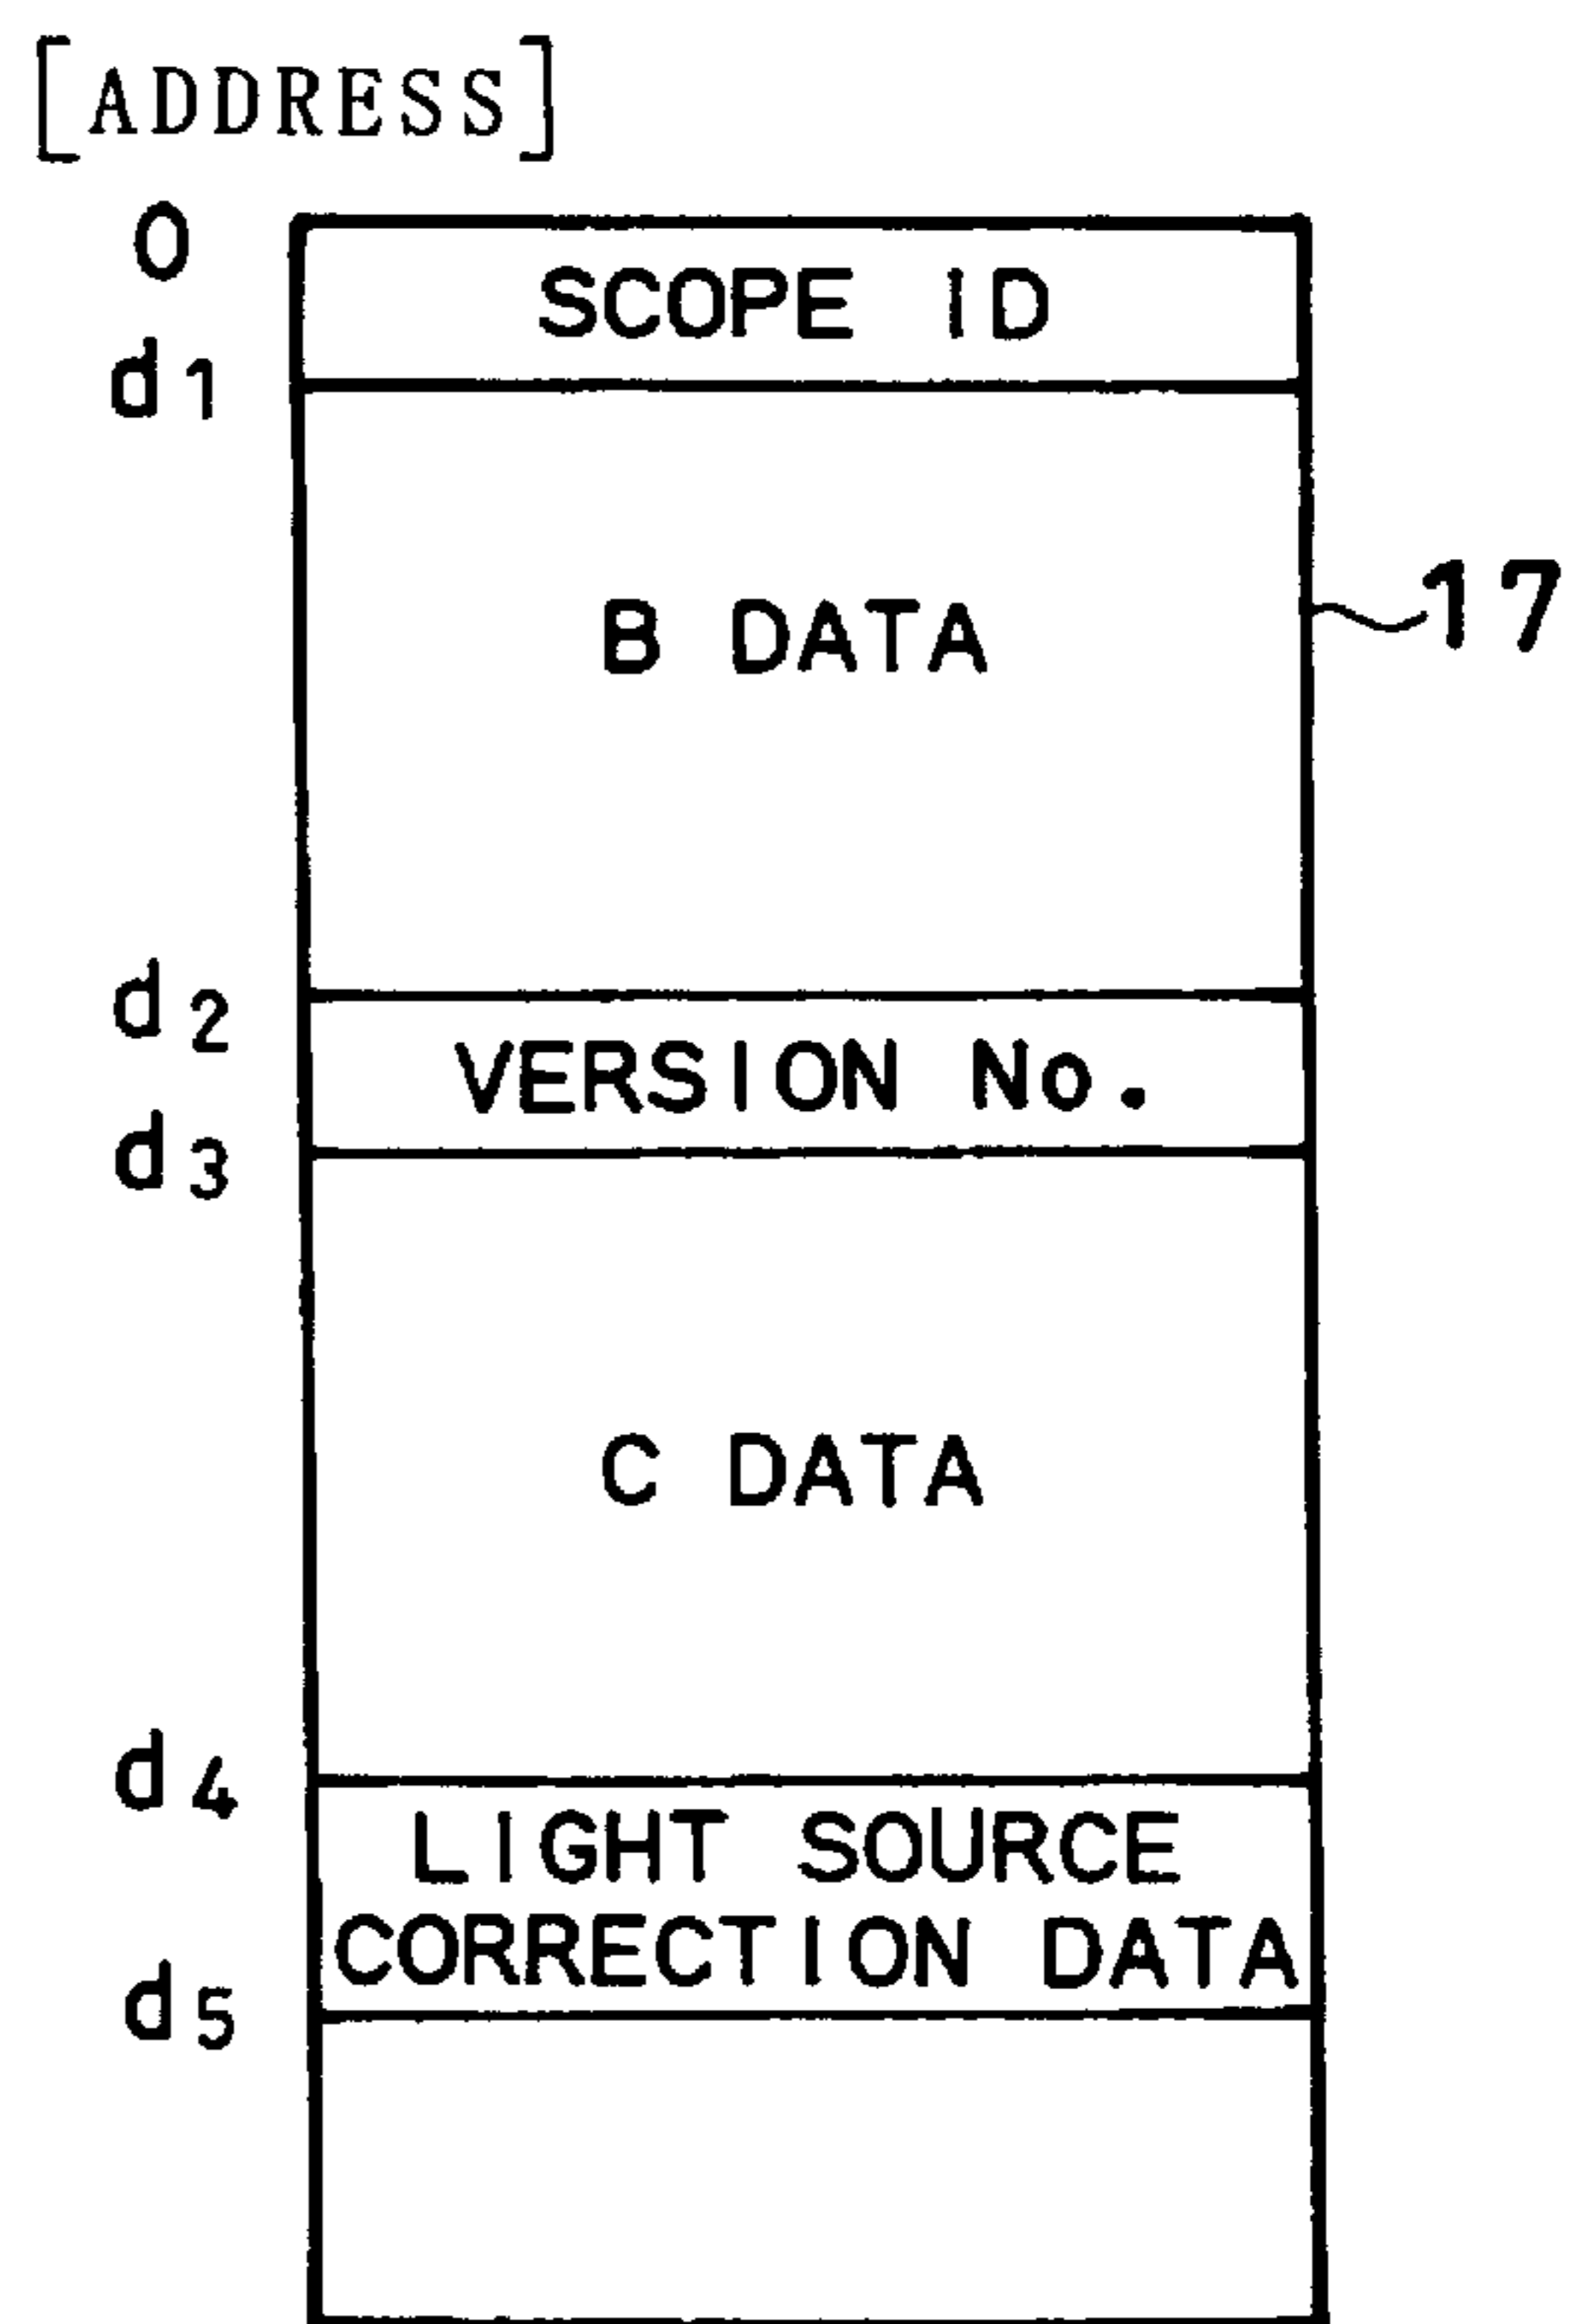 [ADDRESS]
0
SCOPE ID
d1
B DATA
17
d2
VERSION No.
d3
C DATA
d4
LIGHT SOURCE
CORRECTION DATA
d5